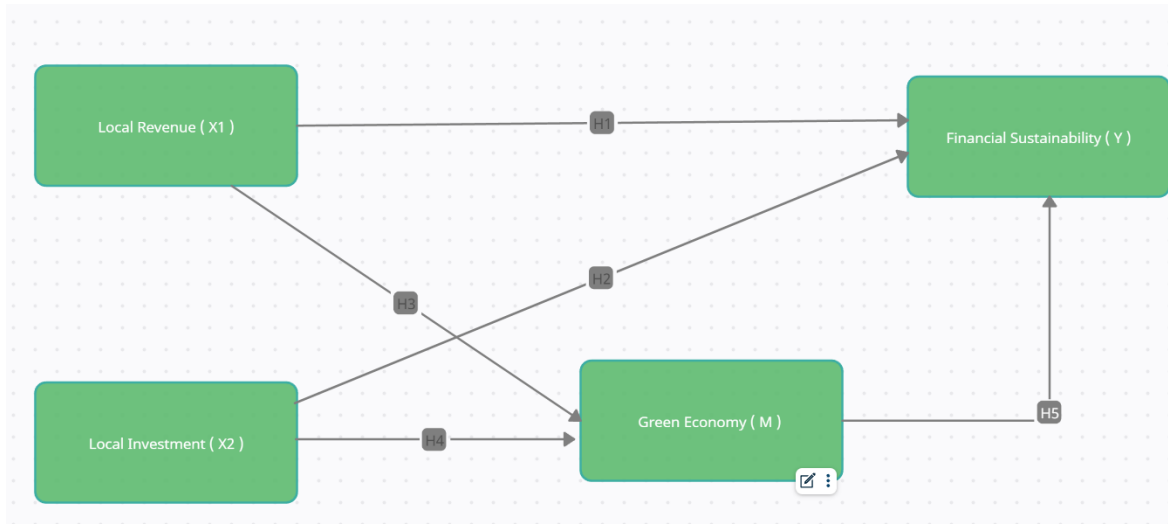 Local Revenue ( X1 )
H1
Financial Sustainability ( Y )
H2
H3
Local Investment ( X2 )
H4
Green Economy ( M )
H5